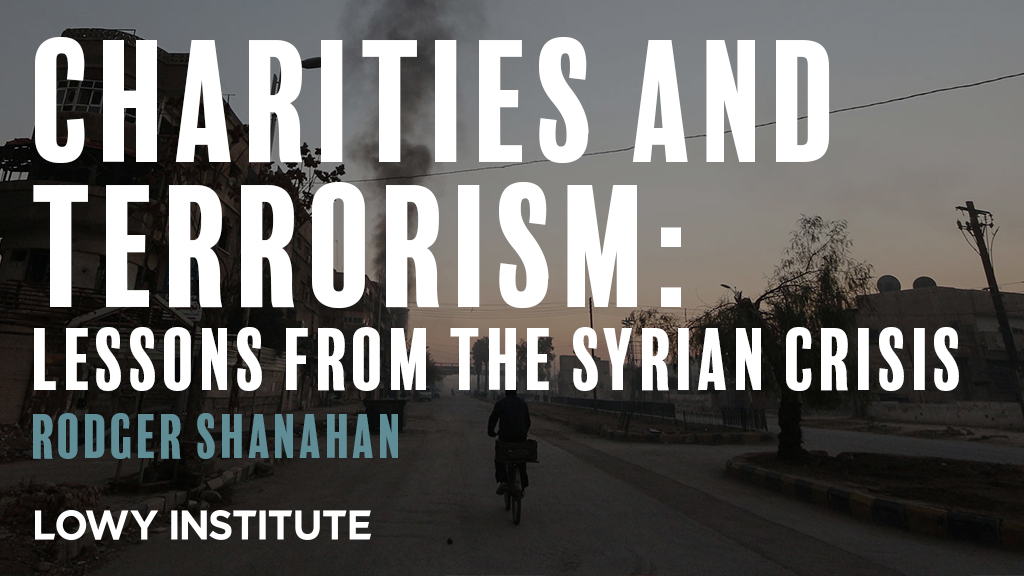 CHARITIES AND
TERRORISM:
LESSONS FROM THE SYRIAN CRISIS
RODGER SHANAHAN
LOWY INSTITUTE